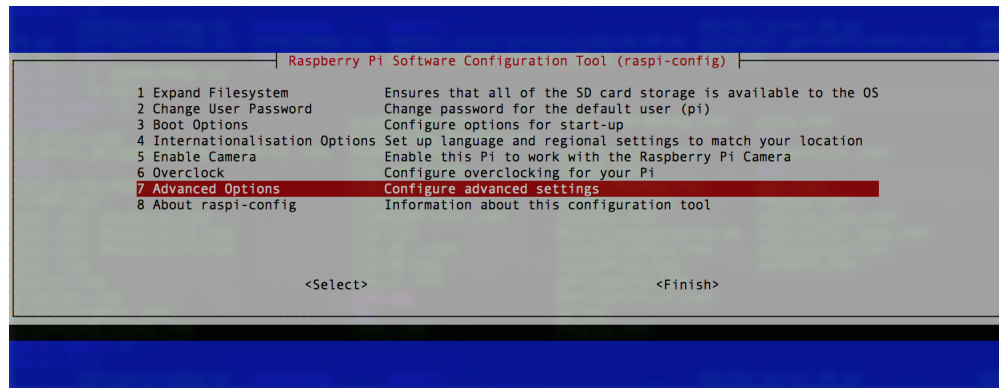 Raspberry Pi Software Configuration Tool (raspi-config)
1 Expand Filesystem Ensures that all of the SD card storage is available to the OS
2 Change User Password Change password for the default user (pi)
3 Boot Options Configure options for start-up
4 Internationalisation Options Set up language and regional settings to match your location
5 Enable Camera Enable this Pi to work with the Raspberry Pi Camera
6 Overclock Configure overclocking for your Pi
7 Advanced Options Configure advanced settings
8 About raspi-config Information about this configuration tool
<Select> <Finish>